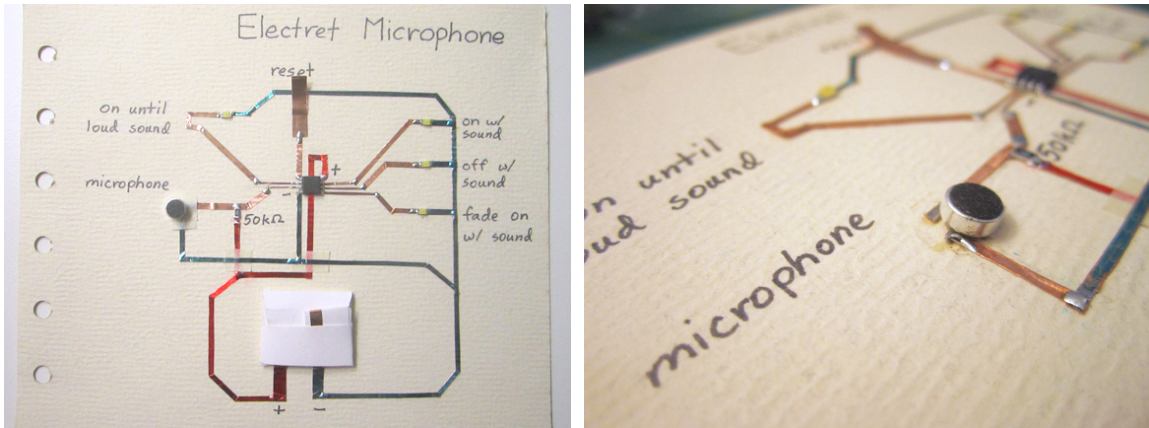 Electret Microphone
reset
on until
loud sound
on w/
sound
+
off w/
sound
microphone
-
50kΩ
fade on
w/ sound
+ -
on until
loud sound
50kΩ
microphone